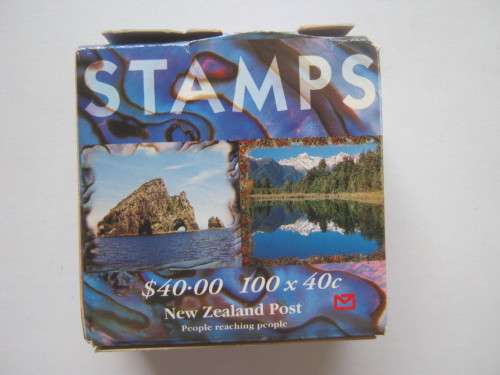 STAMPS
$40·00 100 x 40c
New Zealand Post
People reaching people